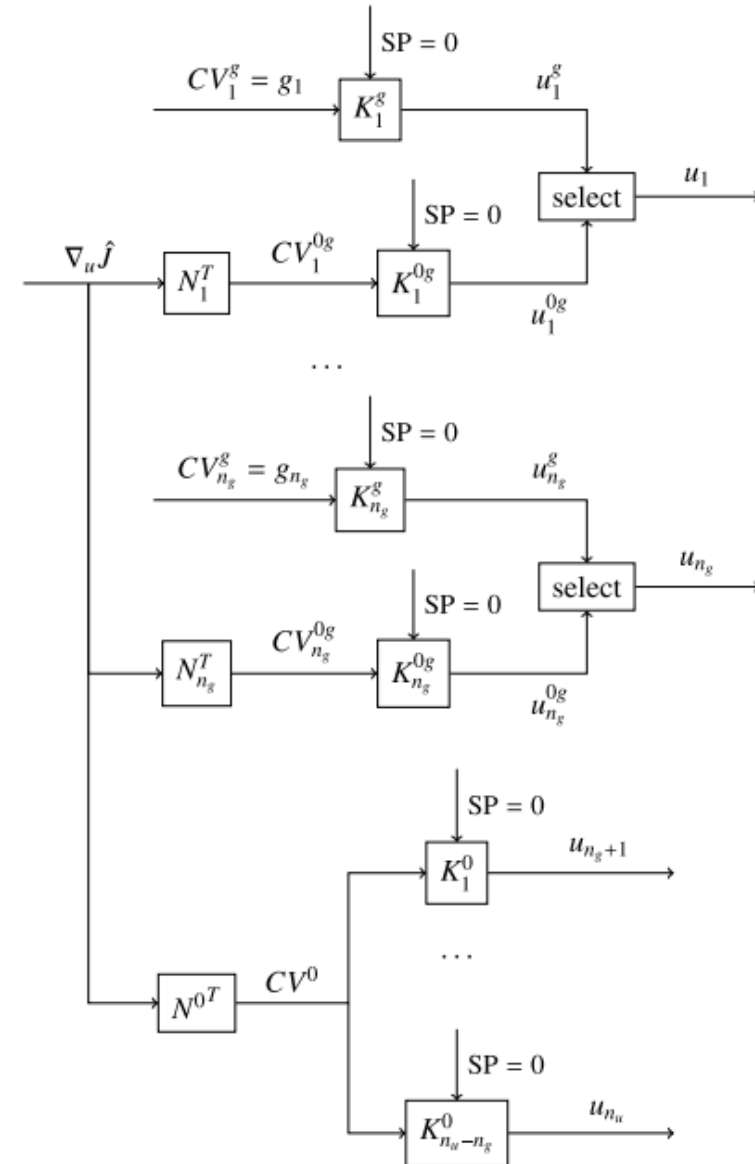 SP = 0
CV_1^g = g_1
K_1^g
u_1^g
select
u_1
SP = 0
∇_u Ĵ
N_1^T
CV_1^{0g}
K_1^{0g}
u_1^{0g}
...
SP = 0
CV_{n_g}^g = g_{n_g}
K_{n_g}^g
u_{n_g}^g
select
u_{n_g}
SP = 0
N_{n_g}^T
CV_{n_g}^{0g}
K_{n_g}^{0g}
u_{n_g}^{0g}
SP = 0
K_1^0
u_{n_g+1}
...
N^{0T}
CV^0
SP = 0
K_{n_u-n_g}^0
u_{n_u}